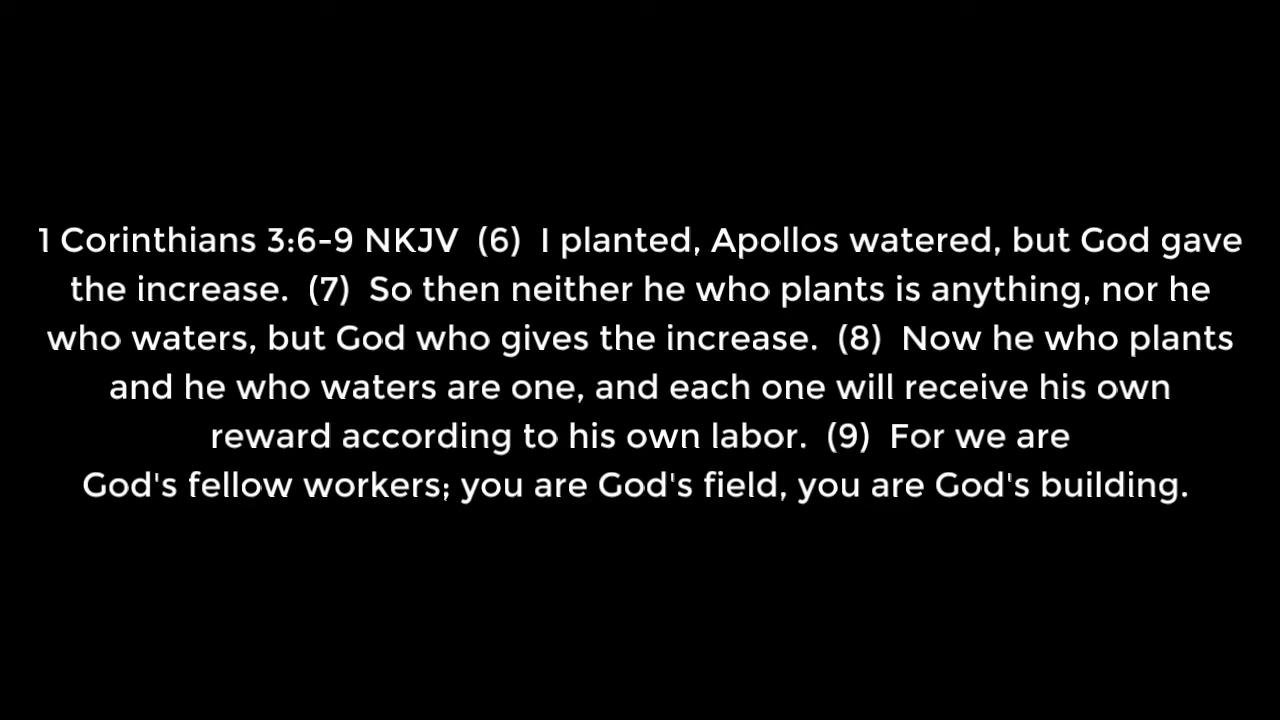 1 Corinthians 3:6-9 NKJV  (6)  I planted, Apollos watered, but God gave
the increase.  (7)  So then neither he who plants is anything, nor he
who waters, but God who gives the increase.  (8)  Now he who plants
and he who waters are one, and each one will receive his own
reward according to his own labor.  (9)  For we are
God's fellow workers; you are God's field, you are God's building.